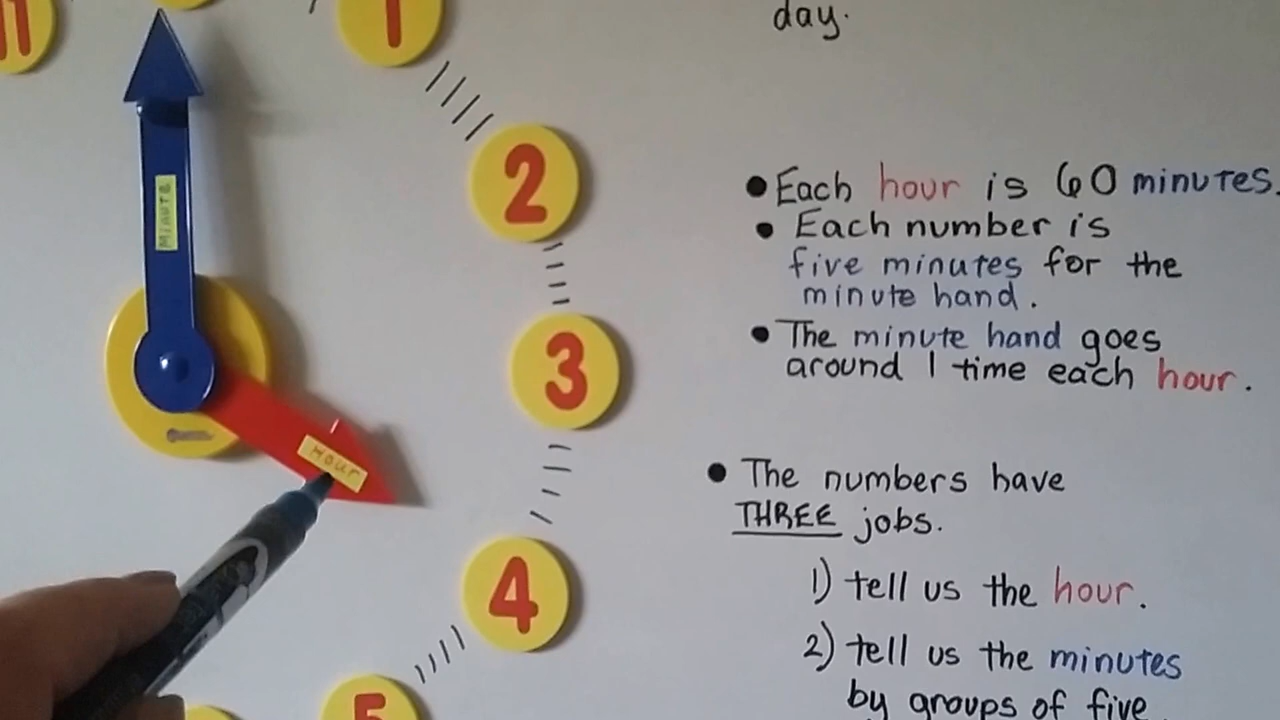 11
1
2
3
4
5
Minute
Hour
day.
• Each hour is 60 minutes.
• Each number is
five minutes for the
minute hand.
• The minute hand goes
around 1 time each hour.
• The numbers have
THREE jobs.
1) tell us the hour.
2) tell us the minutes
by groups of five